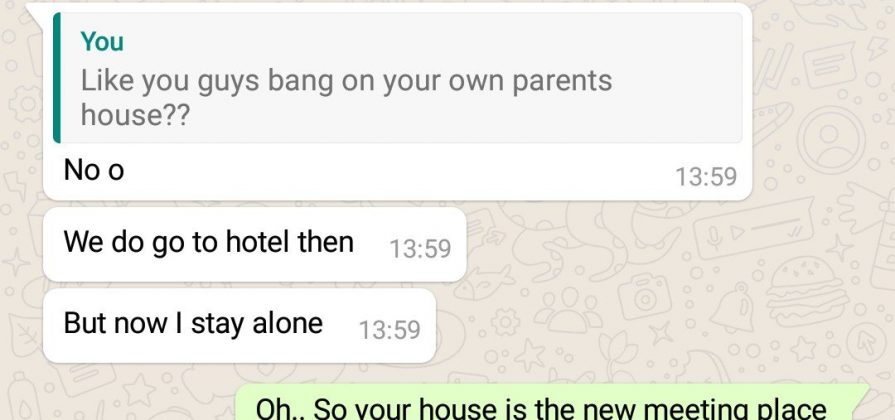 You
Like you guys bang on your own parents
house??
No o
13:59
We do go to hotel then
13:59
But now I stay alone
13:59
Oh.. So your house is the new meeting place